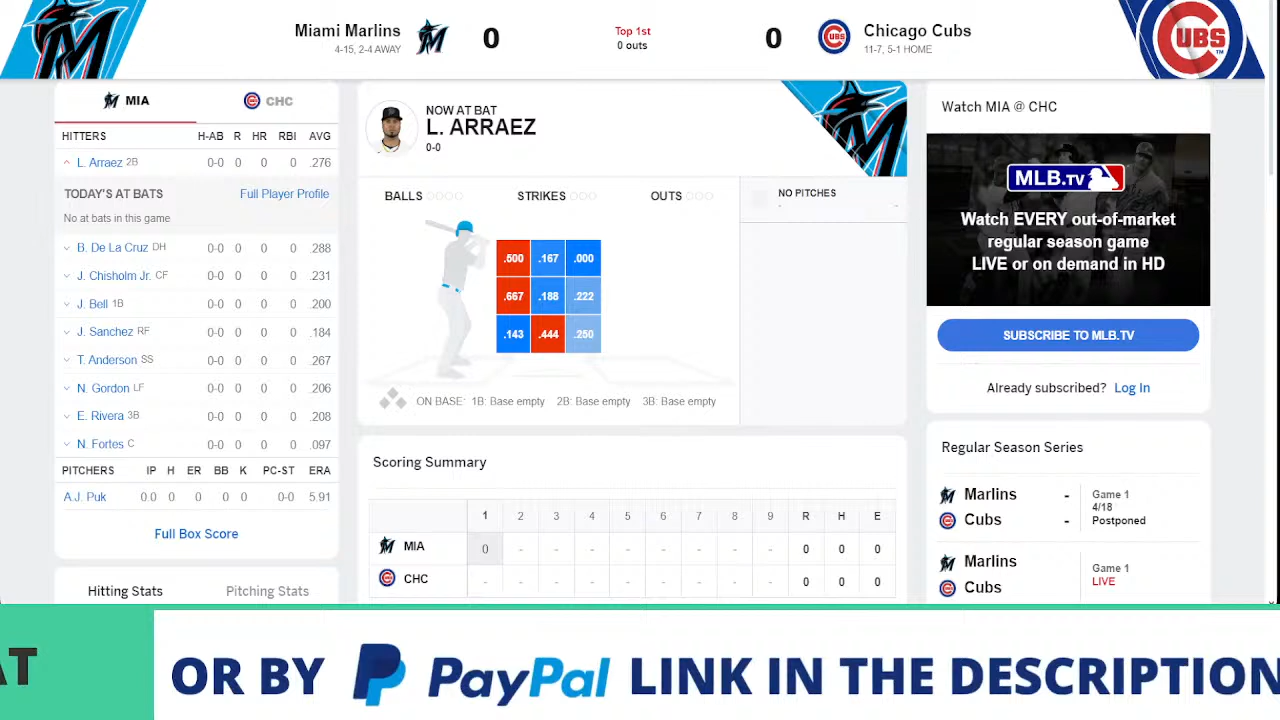 Miami Marlins
4-15, 2-4 AWAY
0
Top 1st
0 outs
0
Chicago Cubs
11-7, 5-1 HOME
CUBS
MIA
CHC
HITTERS H-AB R HR RBI AVG
L. Arraez 2B 0-0 0 0 0 .276
TODAY'S AT BATS Full Player Profile
No at bats in this game
B. De La Cruz DH 0-0 0 0 0 .288
J. Chisholm Jr. CF 0-0 0 0 0 .231
J. Bell 1B 0-0 0 0 0 .200
J. Sanchez RF 0-0 0 0 0 .184
T. Anderson SS 0-0 0 0 0 .267
N. Gordon LF 0-0 0 0 0 .206
E. Rivera 3B 0-0 0 0 0 .208
N. Fortes C 0-0 0 0 0 .097
PITCHERS IP H ER BB K PC-ST ERA
A.J. Puk 0.0 0 0 0 0 0-0 5.91
Full Box Score
Hitting Stats Pitching Stats
NOW AT BAT
L. ARRAEZ
0-0
BALLS STRIKES OUTS
NO PITCHES
-
-
.500 .167 .000
.667 .188 .222
.143 .444 .250
ON BASE: 1B: Base empty 2B: Base empty 3B: Base empty
Scoring Summary
1 2 3 4 5 6 7 8 9 R H E
MIA 0 - - - - - - - - 0 0 0
CHC - - - - - - - - - 0 0 0
Watch MIA @ CHC
MLB.TV
Watch EVERY out-of-market
regular season game
LIVE or on demand in HD
SUBSCRIBE TO MLB.TV
Already subscribed? Log In
Regular Season Series
Marlins - Game 1
4/18
Cubs - Postponed
Marlins Game 1
Cubs LIVE
AT
OR BY PayPal LINK IN THE DESCRIPTION